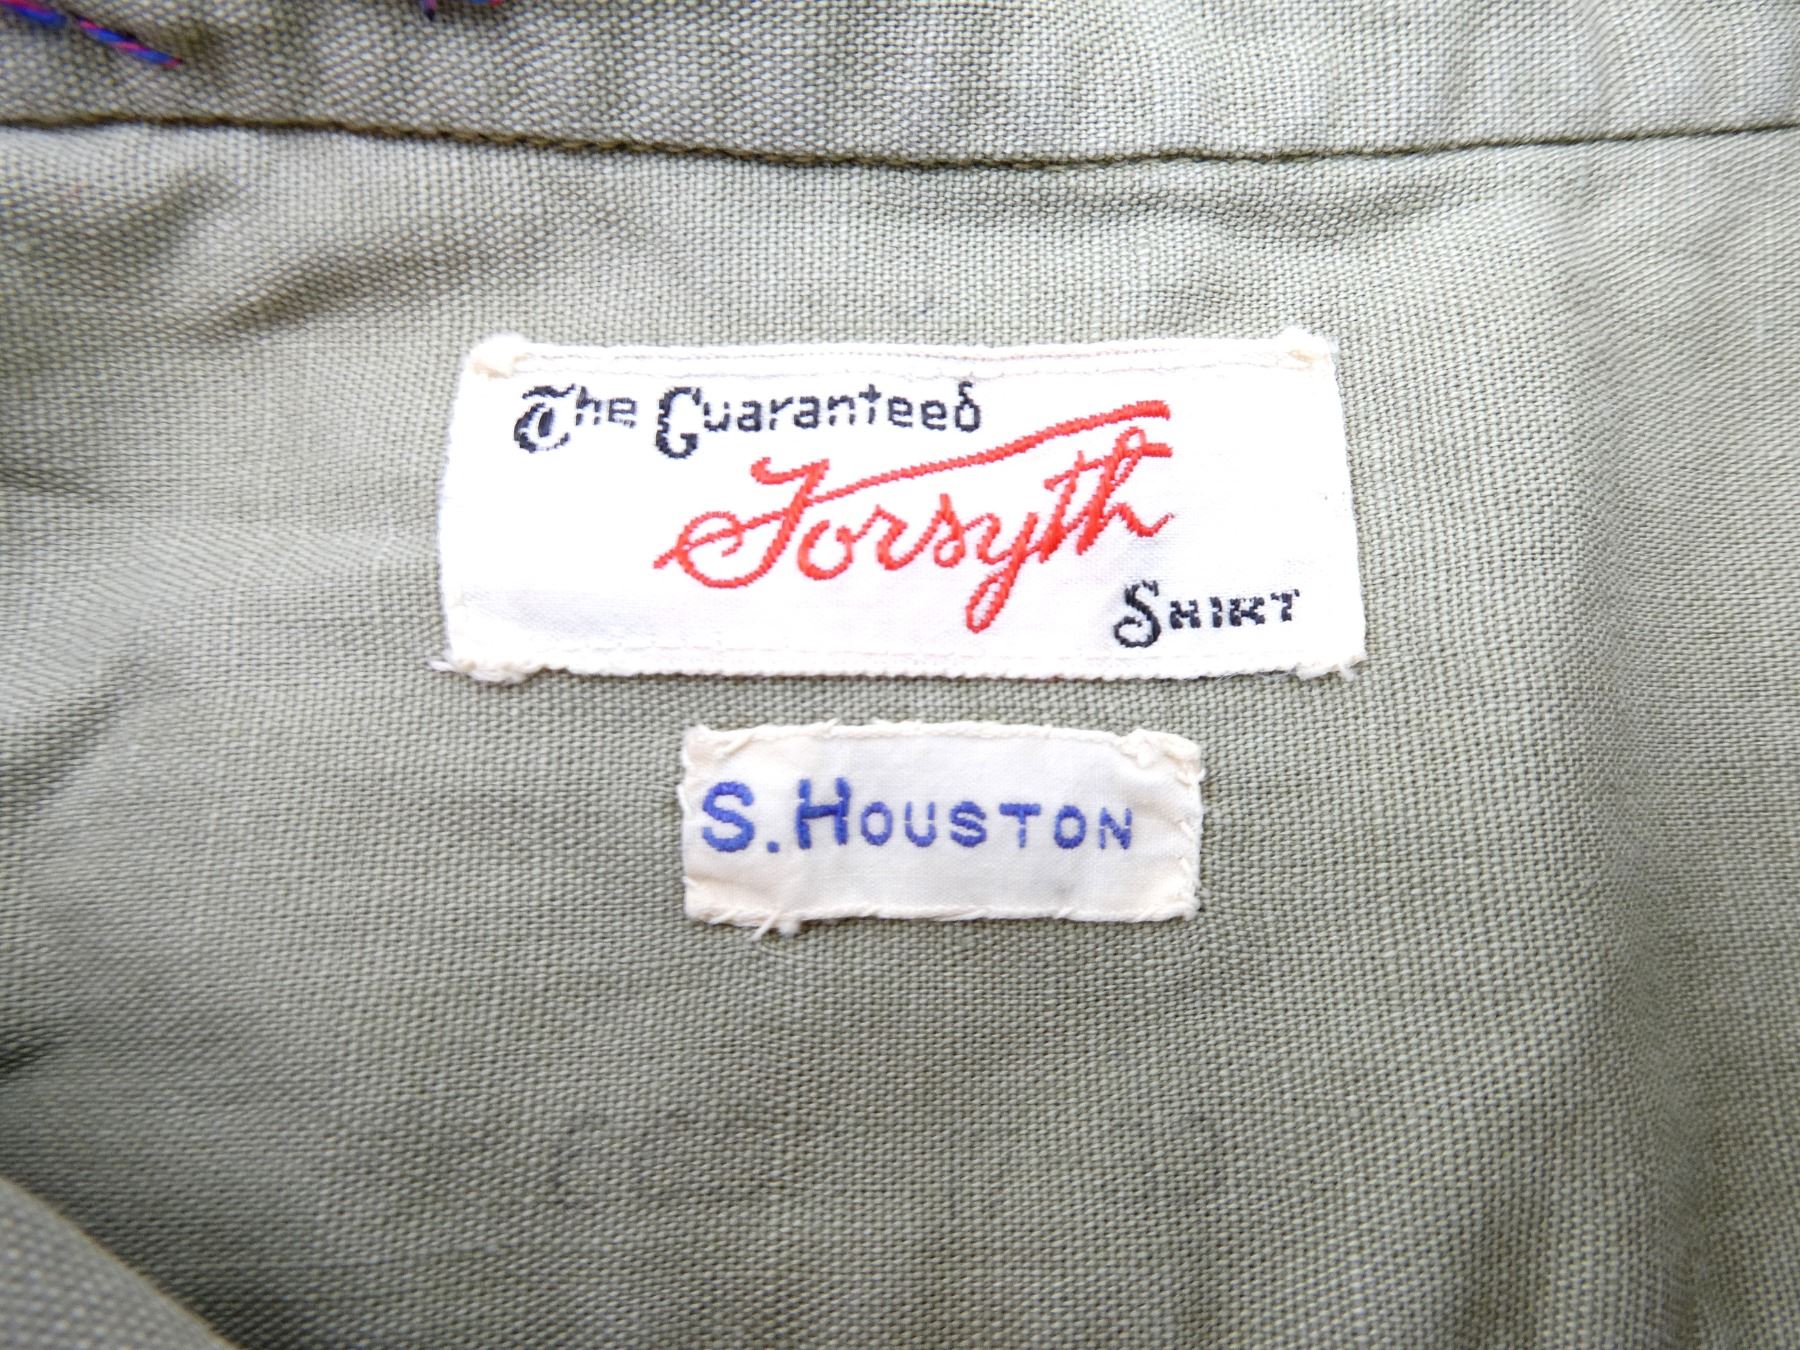 The Guaranteed
Forsyth
SHIRT
S. HOUSTON